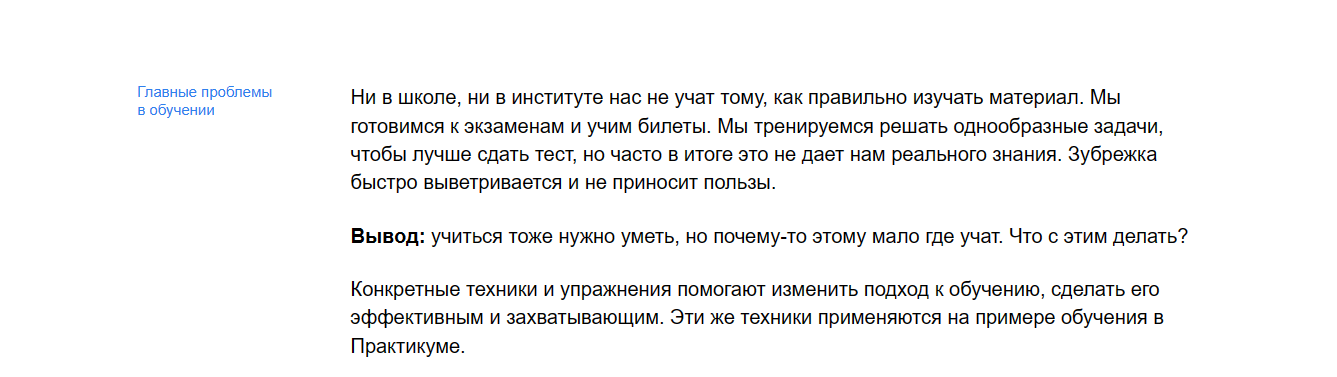 Главные проблемы
в обучении
Ни в школе, ни в институте нас не учат тому, как правильно изучать материал. Мы
готовимся к экзаменам и учим билеты. Мы тренируемся решать однообразные задачи,
чтобы лучше сдать тест, но часто в итоге это не дает нам реального знания. Зубрежка
быстро выветривается и не приносит пользы.
Вывод: учиться тоже нужно уметь, но почему-то этому мало где учат. Что с этим делать?
Конкретные техники и упражнения помогают изменить подход к обучению, сделать его
эффективным и захватывающим. Эти же техники применяются на примере обучения в
Практикуме.